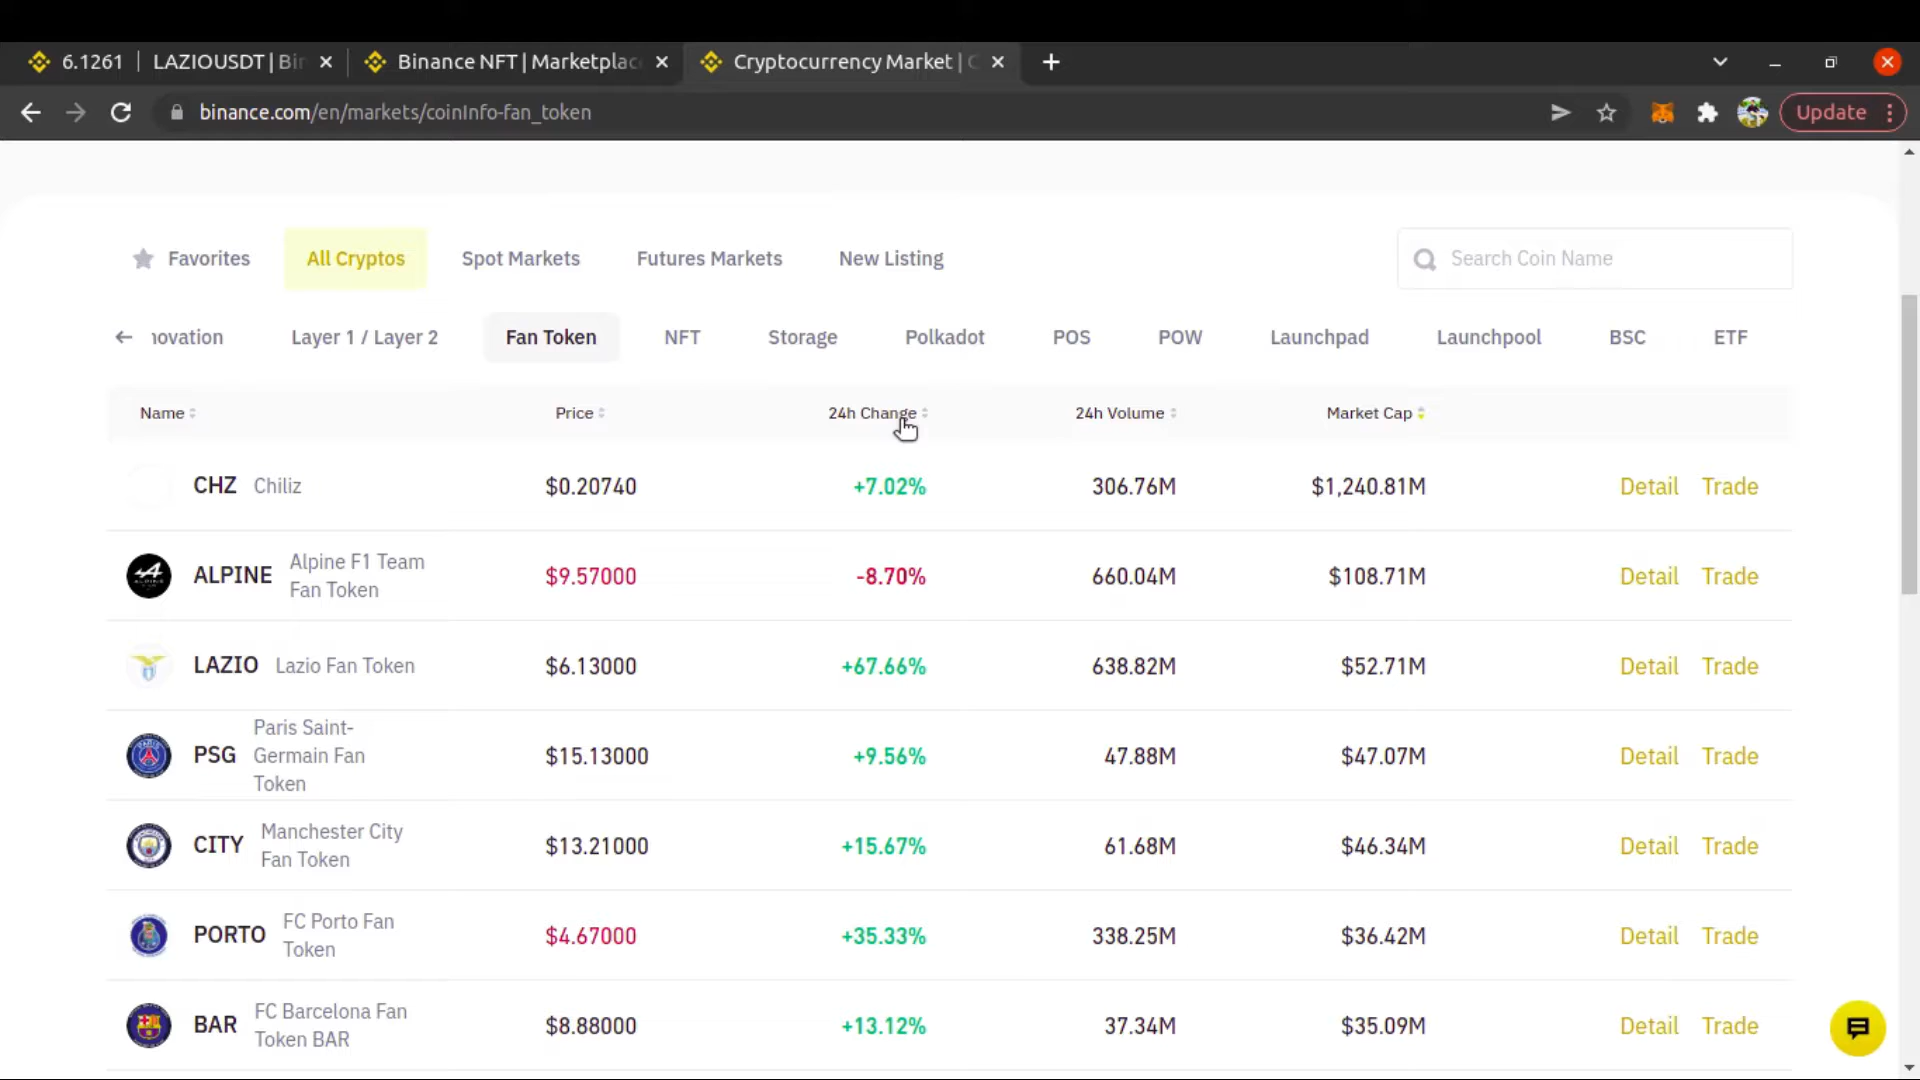 6.1261 | LAZIOUSDT | Bin
Binance NFT | Marketplac
Cryptocurrency Market | C
binance.com/en/markets/coinInfo-fan_token
Update
Favorites
All Cryptos
Spot Markets
Futures Markets
New Listing
Search Coin Name
novation
Layer 1 / Layer 2
Fan Token
NFT
Storage
Polkadot
POS
POW
Launchpad
Launchpool
BSC
ETF
Name
Price
24h Change
24h Volume
Market Cap
CHZ Chiliz $0.20740 +7.02% 306.76M $1,240.81M Detail Trade
ALPINE
Alpine F1 Team
Fan Token
$9.57000 -8.70% 660.04M $108.71M Detail Trade
LAZIO Lazio Fan Token $6.13000 +67.66% 638.82M $52.71M Detail Trade
PSG
Paris Saint-
Germain Fan
Token
$15.13000 +9.56% 47.88M $47.07M Detail Trade
CITY
Manchester City
Fan Token
$13.21000 +15.67% 61.68M $46.34M Detail Trade
PORTO
FC Porto Fan
Token
$4.67000 +35.33% 338.25M $36.42M Detail Trade
BAR
FC Barcelona Fan
Token BAR
$8.88000 +13.12% 37.34M $35.09M Detail Trade